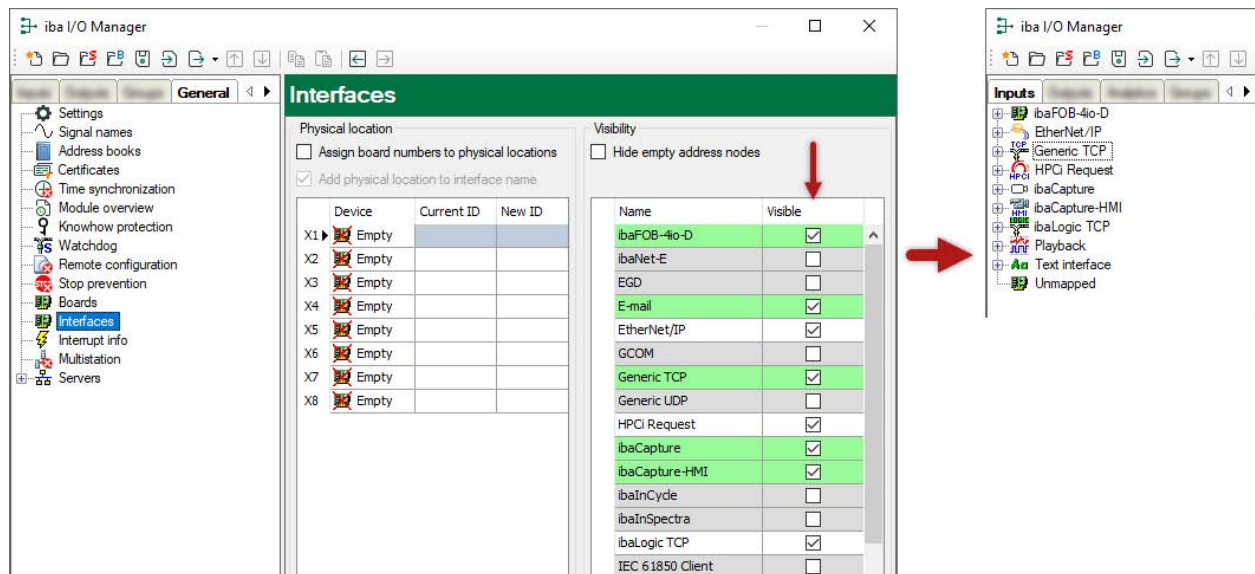 iba I/O Manager
General
Settings
Signal names
Address books
Certificates
Time synchronization
Module overview
Knowhow protection
Watchdog
Remote configuration
Stop prevention
Boards
Interfaces
Interrupt info
Multistation
Servers
Interfaces
Physical location
Assign board numbers to physical locations
Add physical location to interface name
Device Current ID New ID
X1 Empty
X2 Empty
X3 Empty
X4 Empty
X5 Empty
X6 Empty
X7 Empty
X8 Empty
Visibility
Hide empty address nodes
Name Visible
ibaFOB-4io-D
ibaNet-E
EGD
E-mail
EtherNet/IP
GCOM
Generic TCP
Generic UDP
HPCi Request
ibaCapture
ibaCapture-HMI
ibaInCycle
ibaInSpectra
ibaLogic TCP
IEC 61850 Client
iba I/O Manager
Inputs
ibaFOB-4io-D
EtherNet/IP
TCP Generic TCP
HPCi HPCi Request
ibaCapture
HMI ibaCapture-HMI
LOGIC ibaLogic TCP
Playback
Aa Text interface
Unmapped